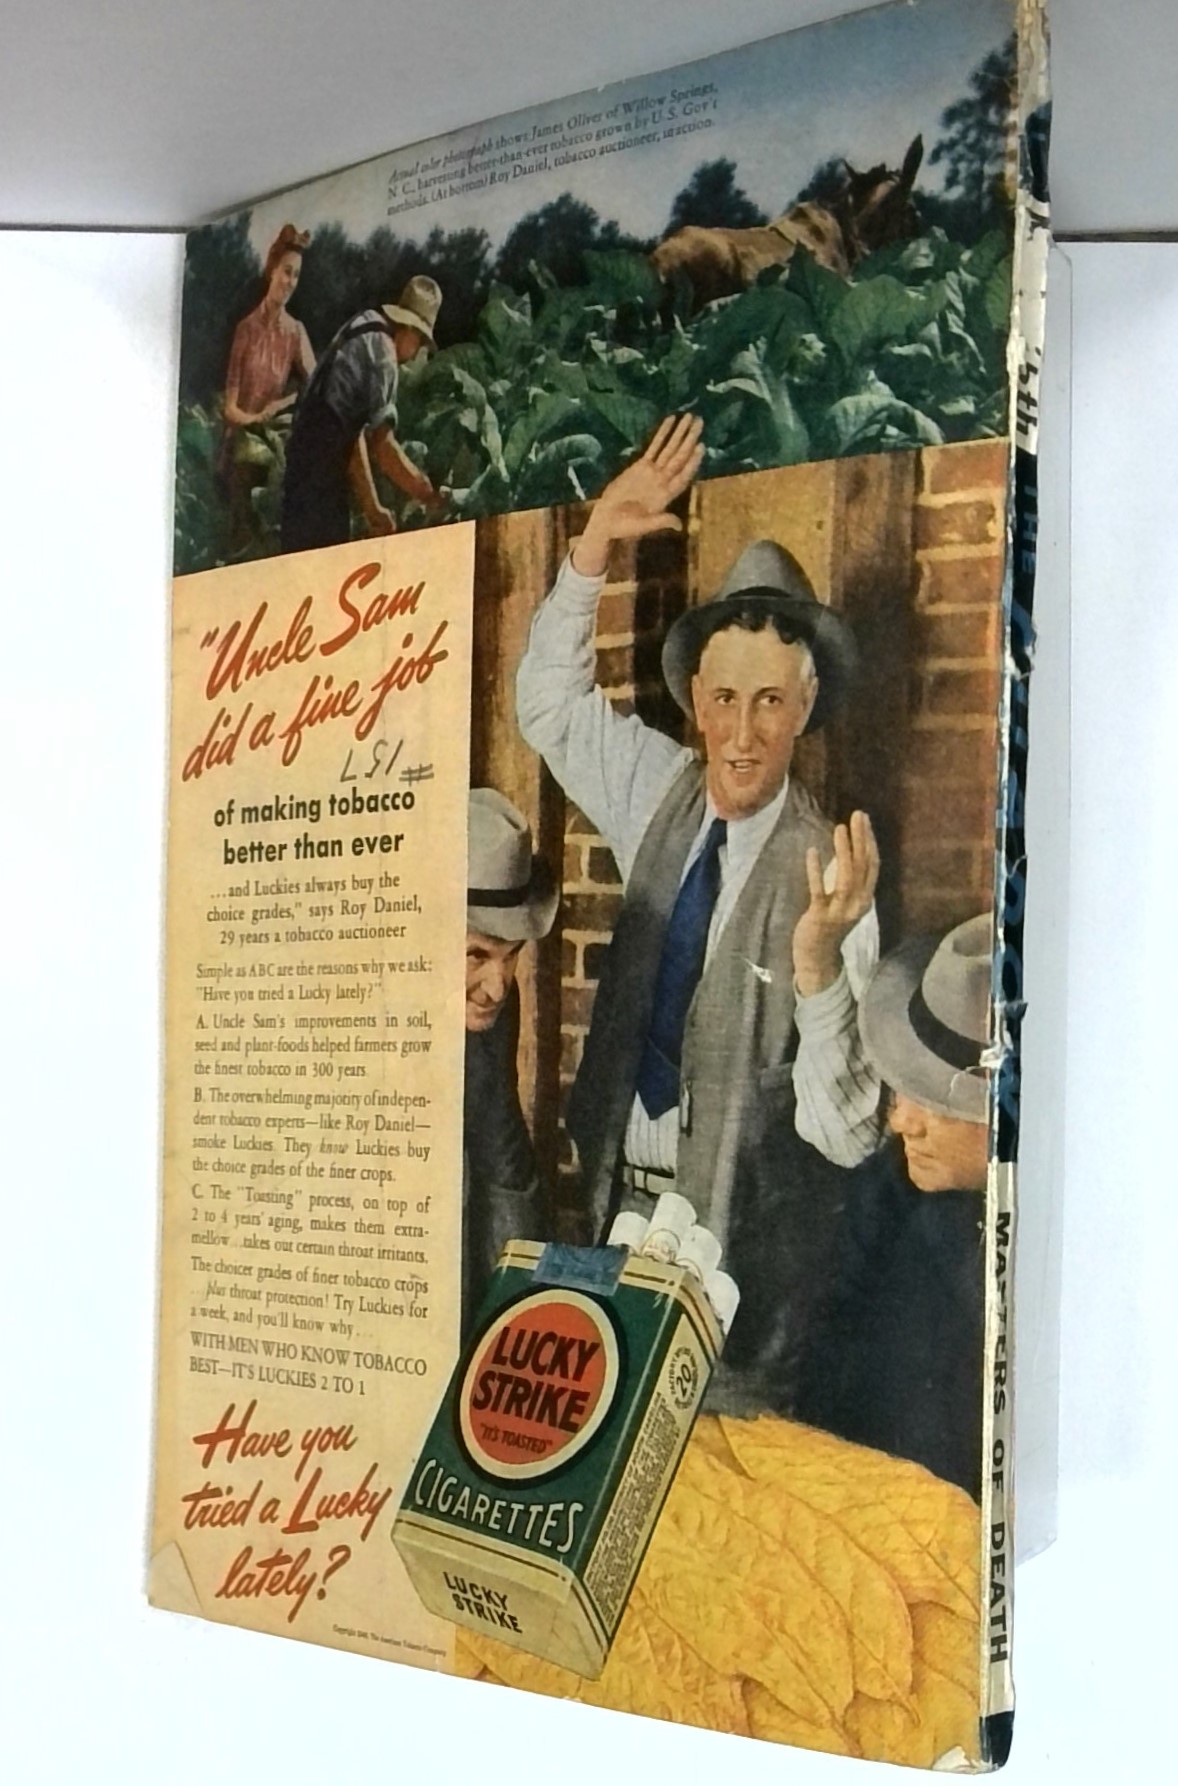 Actual color photograph shows James Oliver of Willow Springs,
N. C., harvesting better-than-ever tobacco grown by U. S. Gov't
methods. (At bottom) Roy Daniel, tobacco auctioneer, in action.
"Uncle Sam
did a fine job
of making tobacco
better than ever
...and Luckies always buy the
choice grades," says Roy Daniel,
29 years a tobacco auctioneer
Simple as ABC are the reasons why we ask:
"Have you tried a Lucky lately?"
A. Uncle Sam's improvements in soil,
seed and plant-foods helped farmers grow
the finest tobacco in 300 years.
B. The overwhelming majority of indepen-
dent tobacco experts—like Roy Daniel—
smoke Luckies. They know Luckies buy
the choice grades of the finer crops.
C. The "Toasting" process, on top of
2 to 4 years' aging, makes them extra-
mellow...takes out certain throat irritants.
The choicer grades of finer tobacco crops
...plus throat protection! Try Luckies for
a week, and you'll know why...
WITH MEN WHO KNOW TOBACCO
BEST—IT'S LUCKIES 2 TO 1
Have you
tried a Lucky
lately?
Copyright 1940, The American Tobacco Company
LUCKY
STRIKE
"IT'S TOASTED"
CIGARETTES
LUCKY
STRIKE
20
THE
MASTERS OF DEATH